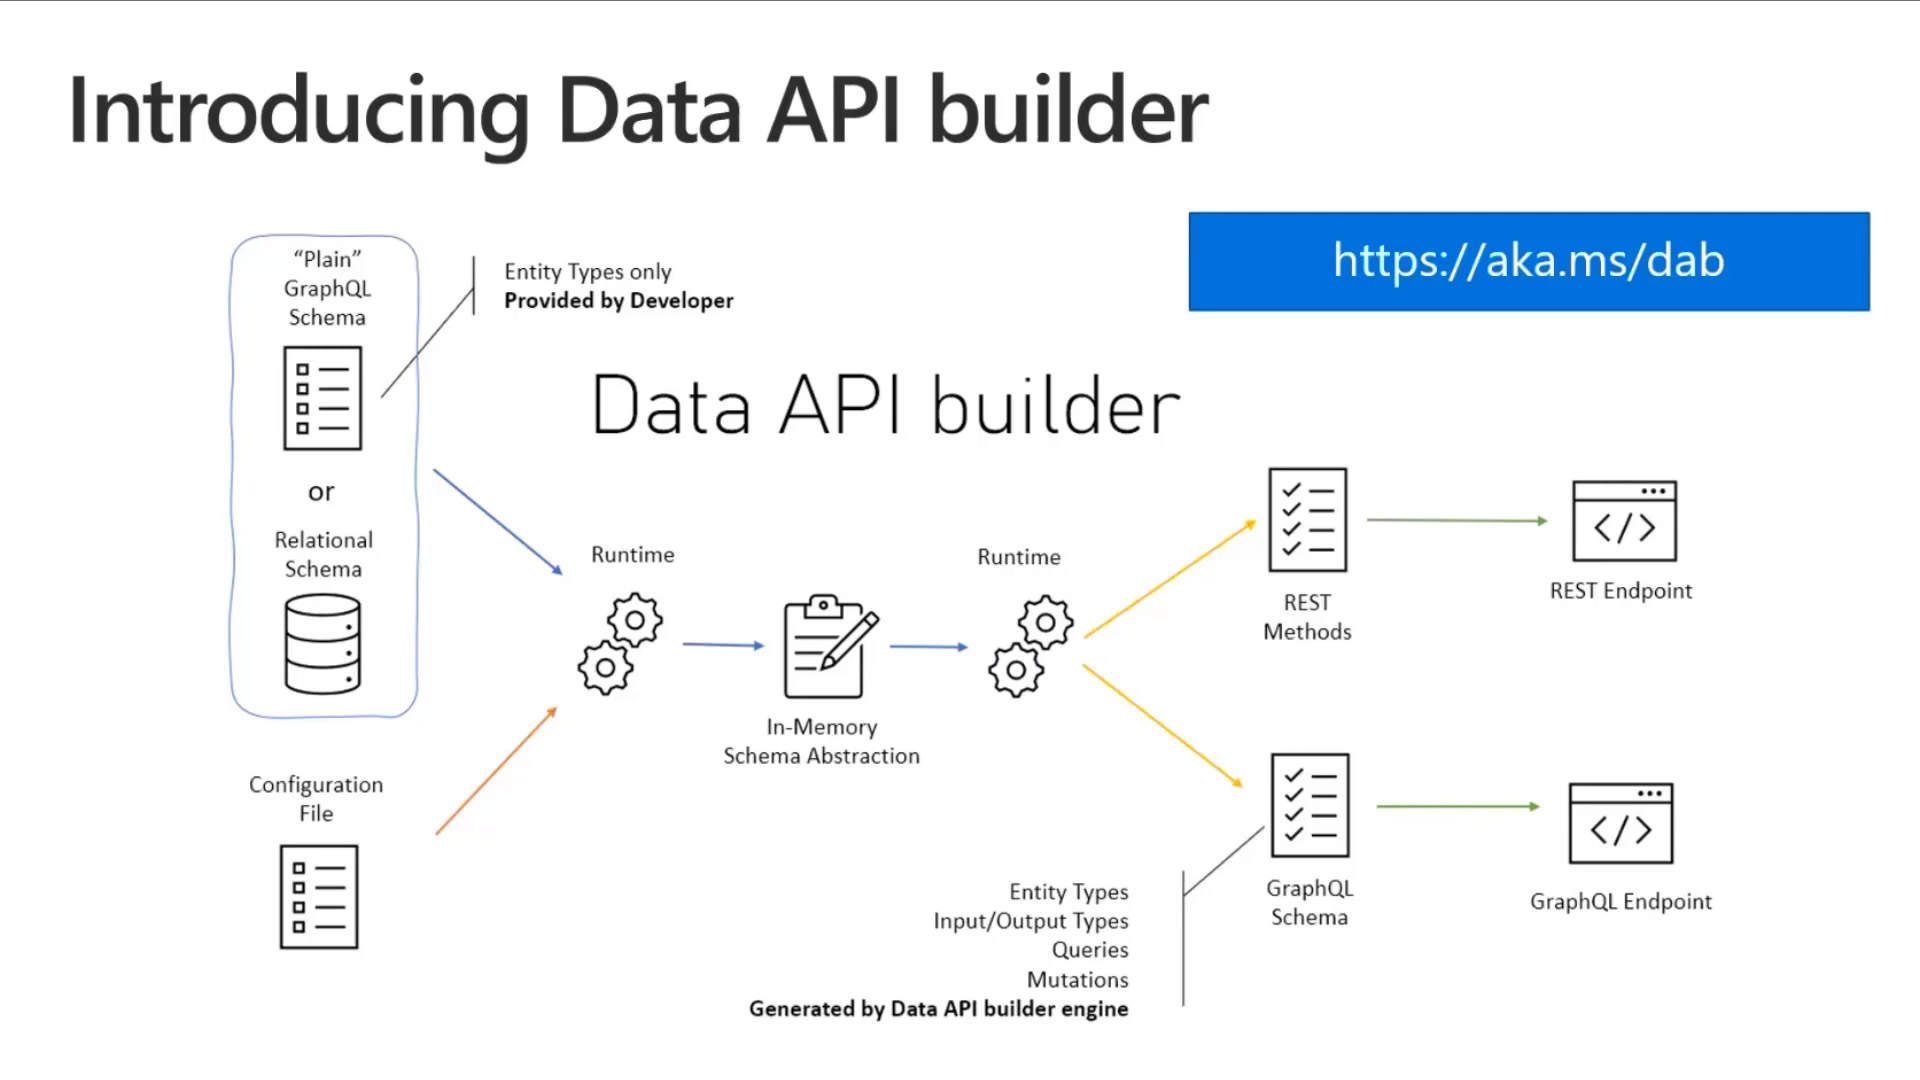 Introducing Data API builder
https://aka.ms/dab
“Plain”
GraphQL
Schema
Entity Types only
Provided by Developer
Data API builder
or
Relational
Schema
Runtime
Runtime
In-Memory
Schema Abstraction
REST
Methods
REST Endpoint
Configuration
File
GraphQL
Schema
GraphQL Endpoint
Entity Types
Input/Output Types
Queries
Mutations
Generated by Data API builder engine